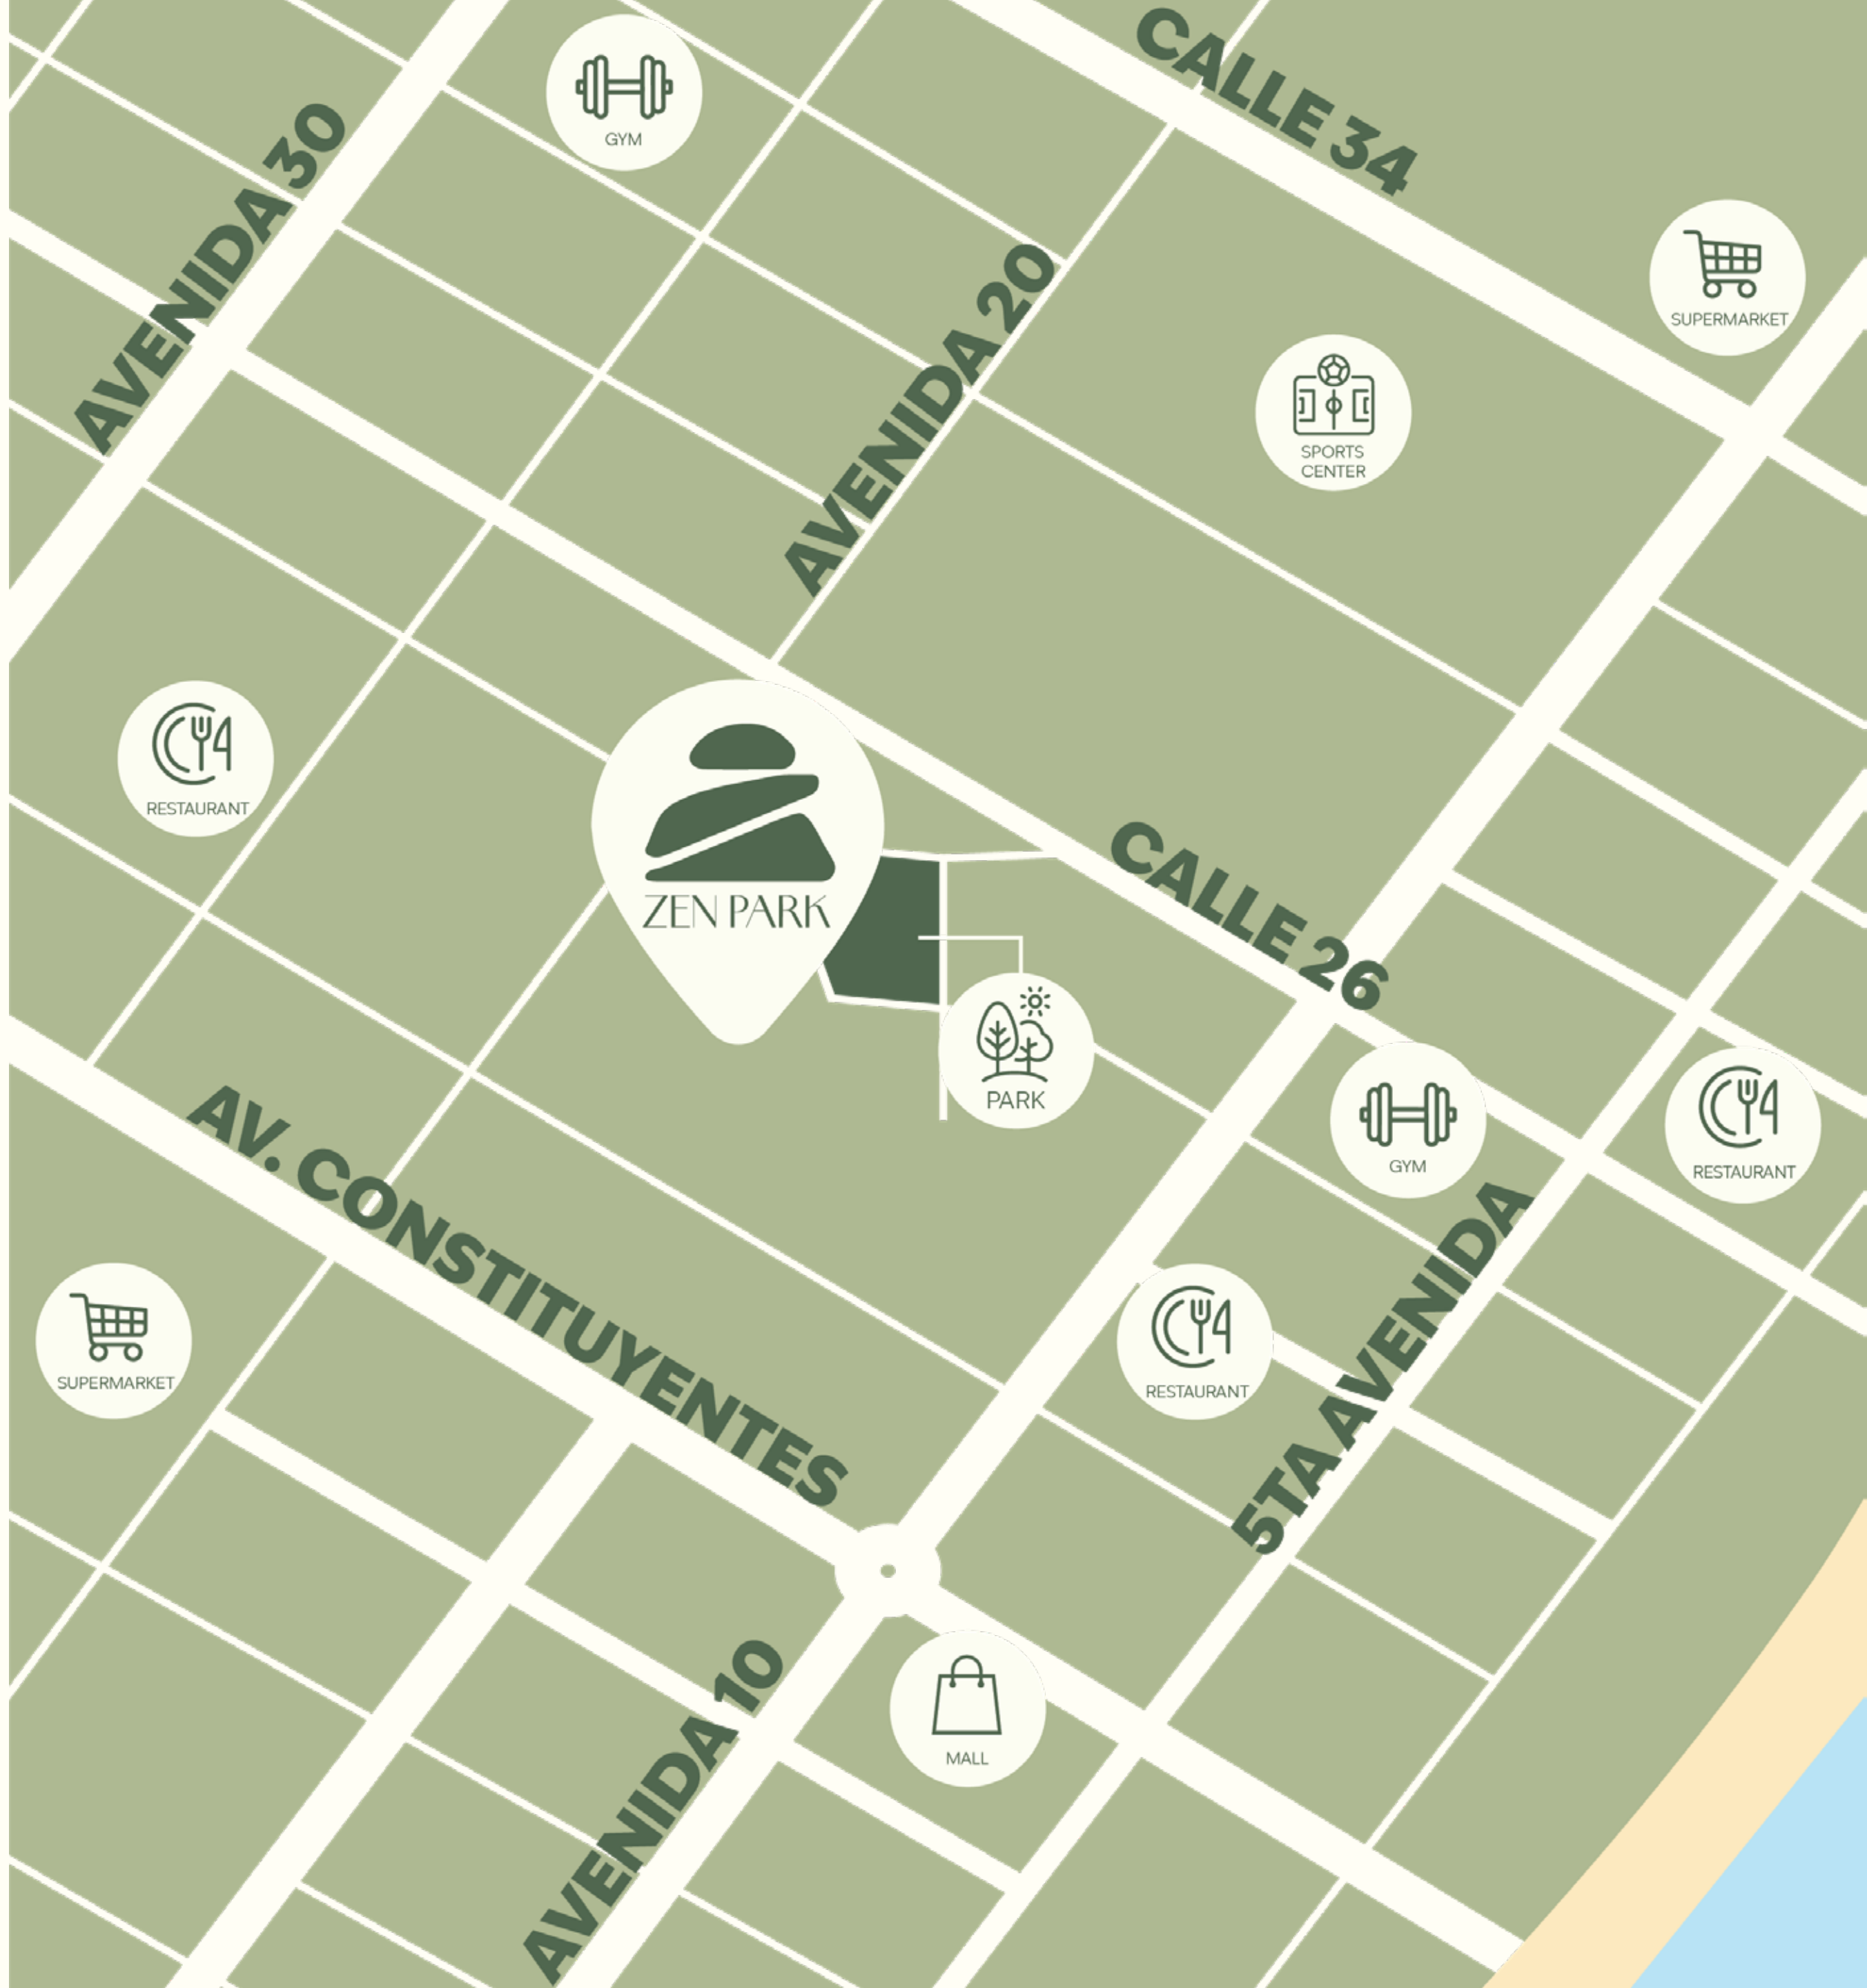 CALLE 34
GYM
AVENIDA 30
SUPERMARKET
AVENIDA 20
SPORTS
CENTER
RESTAURANT
ZEN PARK
CALLE 26
PARK
AV. CONSTITUYENTES
GYM
RESTAURANT
5TA AVENIDA
SUPERMARKET
RESTAURANT
AVENIDA 10
MALL